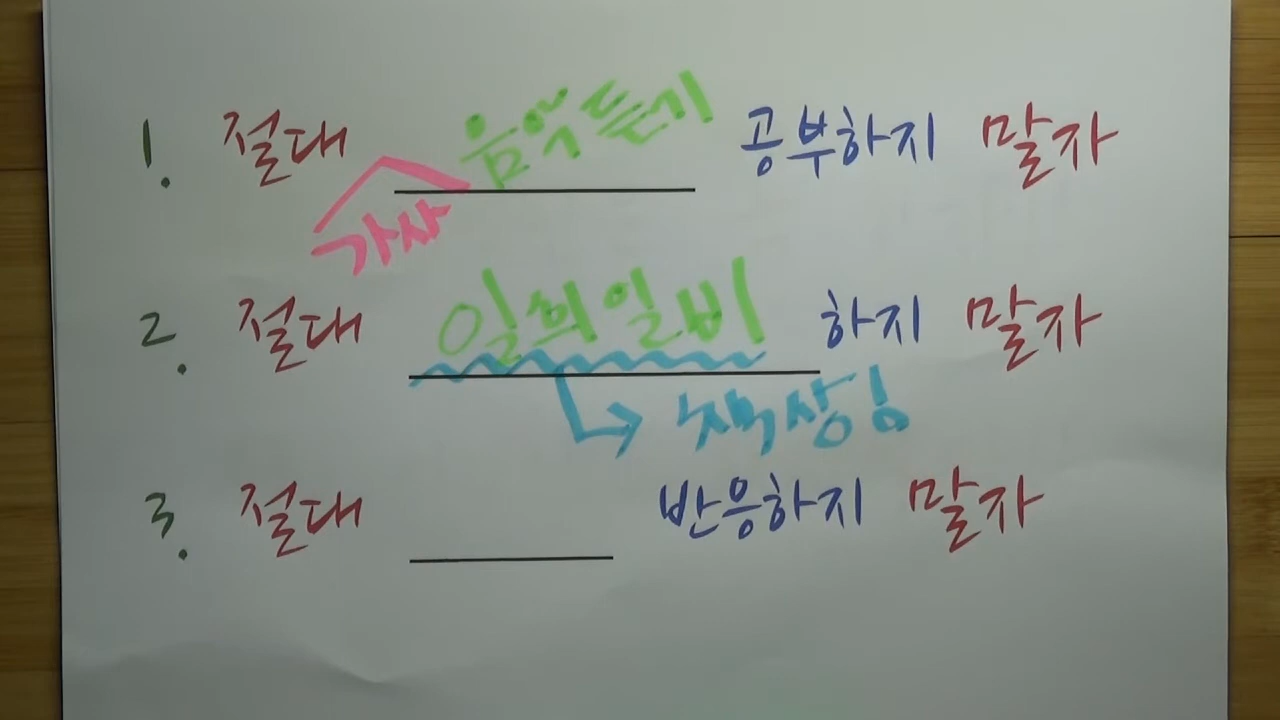 1. 절대 음악듣기 공부하지 말자
가사
2. 절대 일희일비 하지 말자
책상임
3. 절대 반응하지 말자